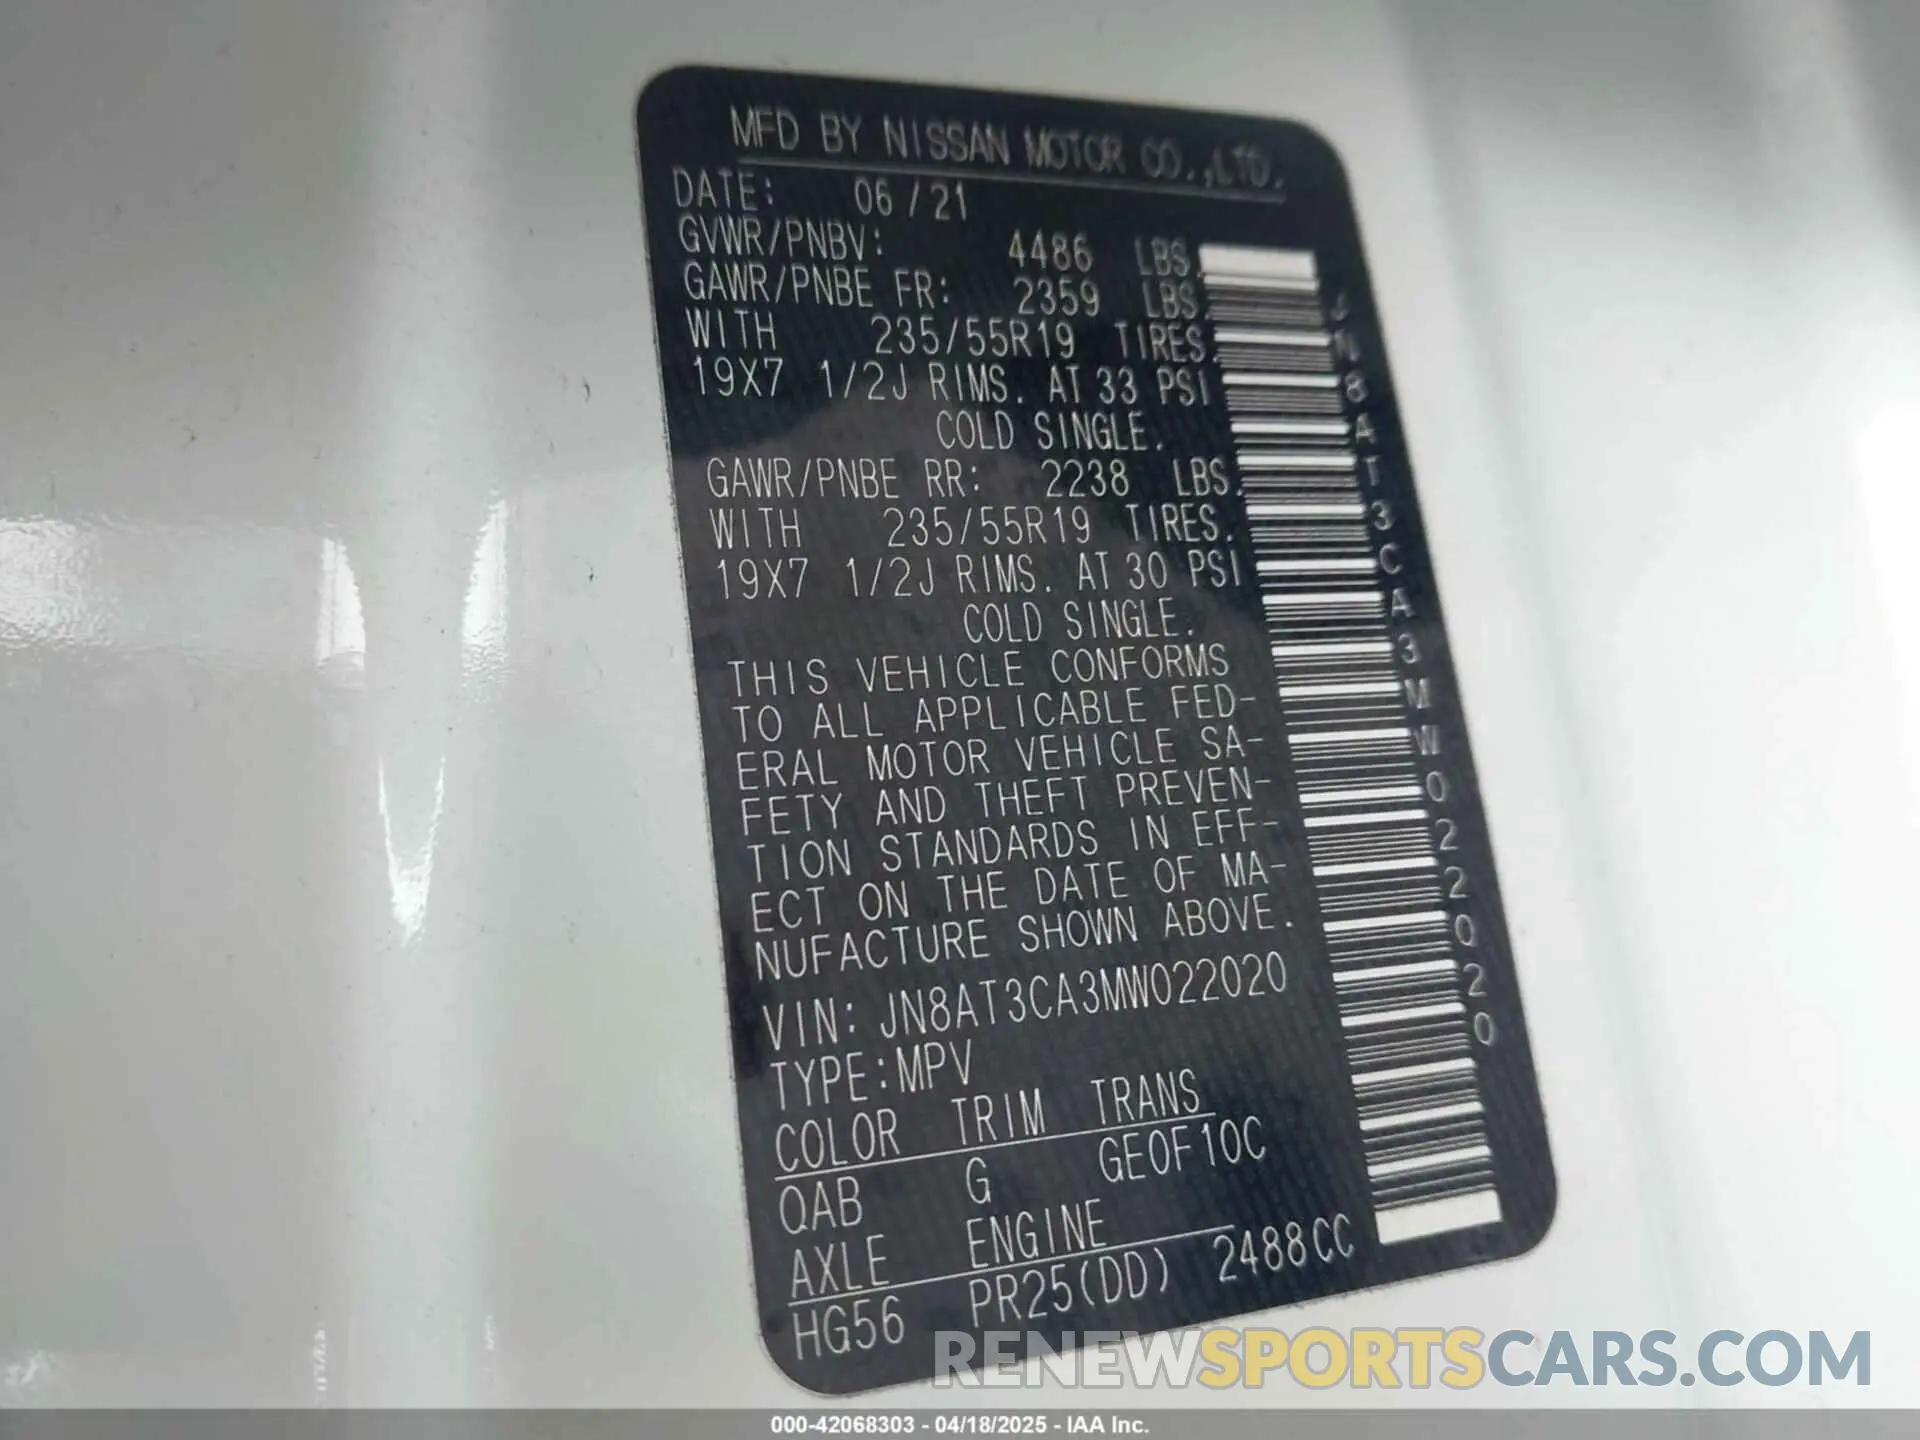 MFD BY NISSAN MOTOR CO.,LTD.
DATE: 06/21
GVWR/PNBV: 4486 LBS.
GAWR/PNBE FR: 2359 LBS.
WITH 235/55R19 TIRES.
19X7 1/2J RIMS. AT 33 PSI
COLD SINGLE.
GAWR/PNBE RR: 2238 LBS.
WITH 235/55R19 TIRES.
19X7 1/2J RIMS. AT 30 PSI
COLD SINGLE.
THIS VEHICLE CONFORMS
TO ALL APPLICABLE FED-
ERAL MOTOR VEHICLE SA-
FETY AND THEFT PREVEN-
TION STANDARDS IN EFF-
ECT ON THE DATE OF MA-
NUFACTURE SHOWN ABOVE.
VIN: JN8AT3CA3MW022020
TYPE:MPV
COLOR TRIM TRANS
QAB G GE0F10C
AXLE ENGINE
HG56 PR25(DD) 2488CC
JN8AT3CA3MW022020
RENEWSPORTSCARS.COM
000-42068303 - 04/18/2025 - IAA Inc.